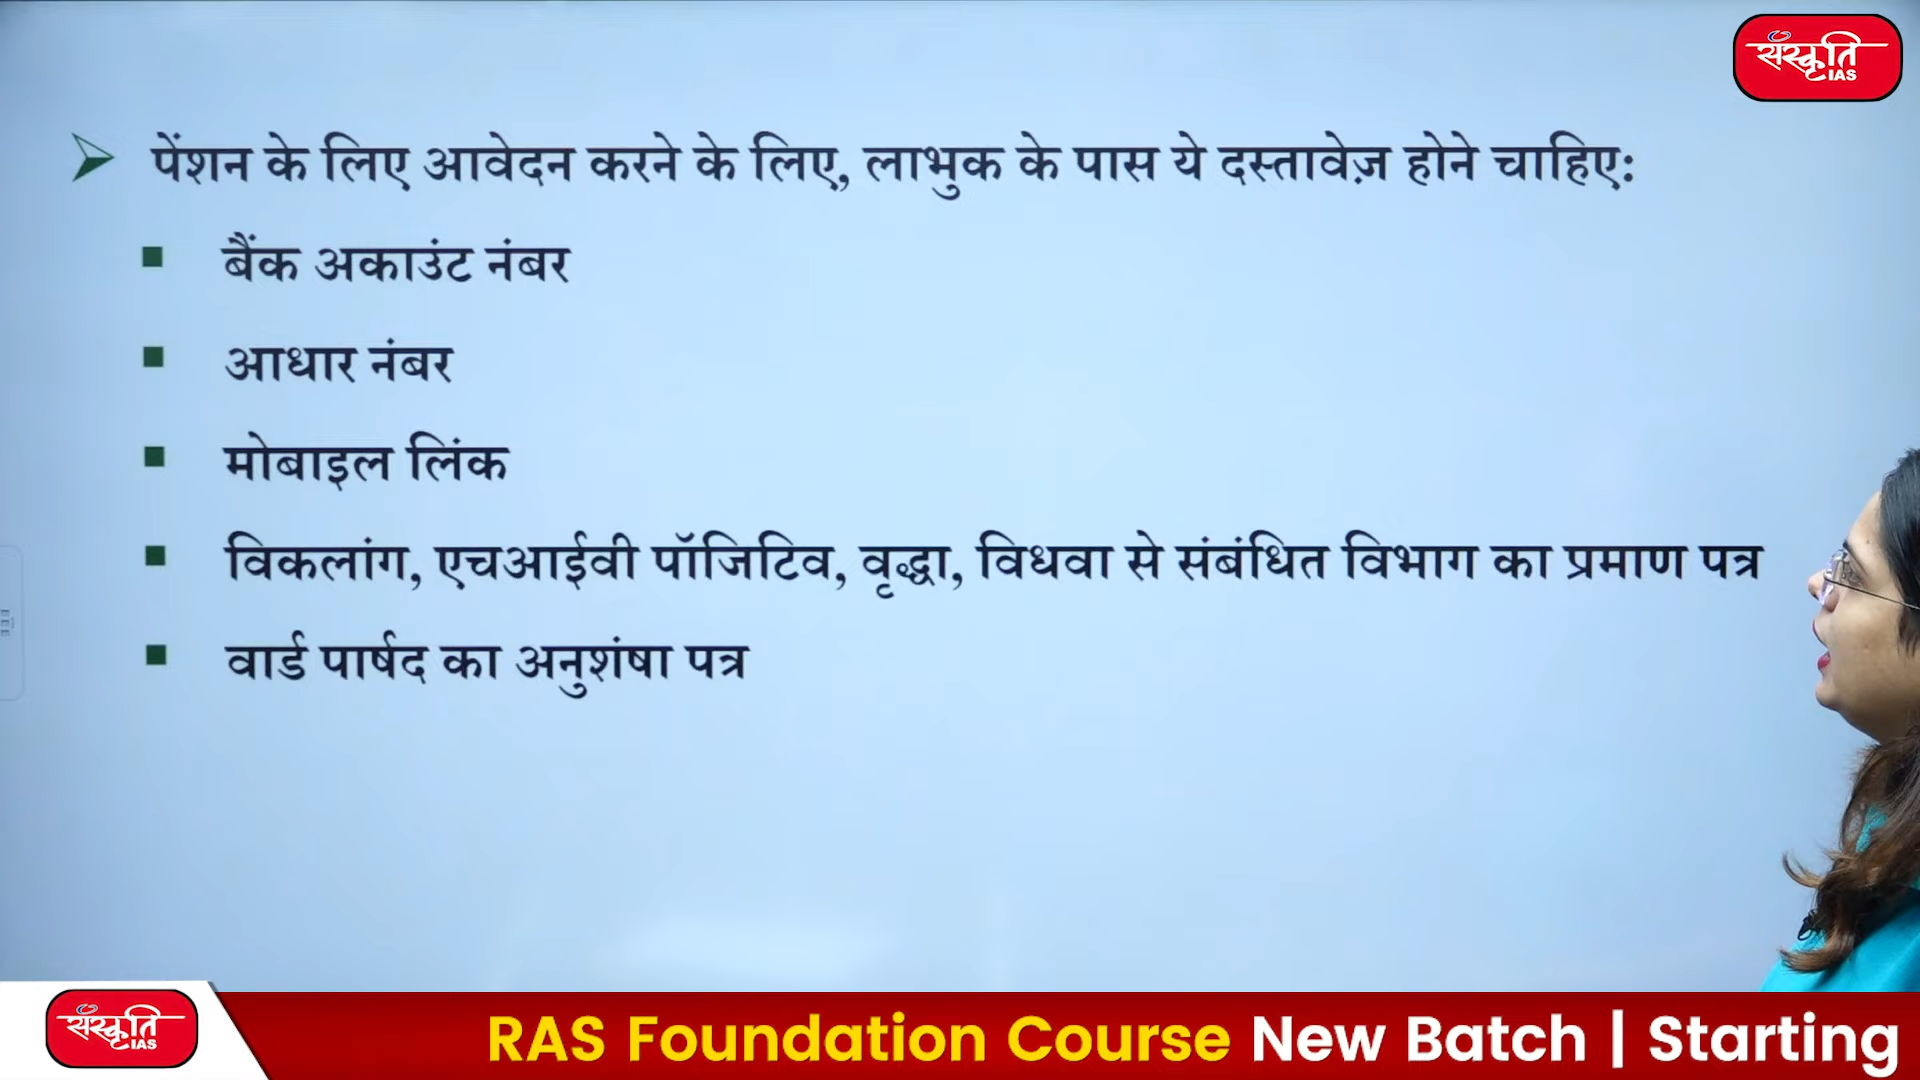 संस्कृति
IAS
पेंशन के लिए आवेदन करने के लिए, लाभुक के पास ये दस्तावेज़ होने चाहिए:
बैंक अकाउंट नंबर
आधार नंबर
मोबाइल लिंक
विकलांग, एचआईवी पॉजिटिव, वृद्धा, विधवा से संबंधित विभाग का प्रमाण पत्र
वार्ड पार्षद का अनुशंषा पत्र
संस्कृति
IAS
RAS Foundation Course New Batch | Starting